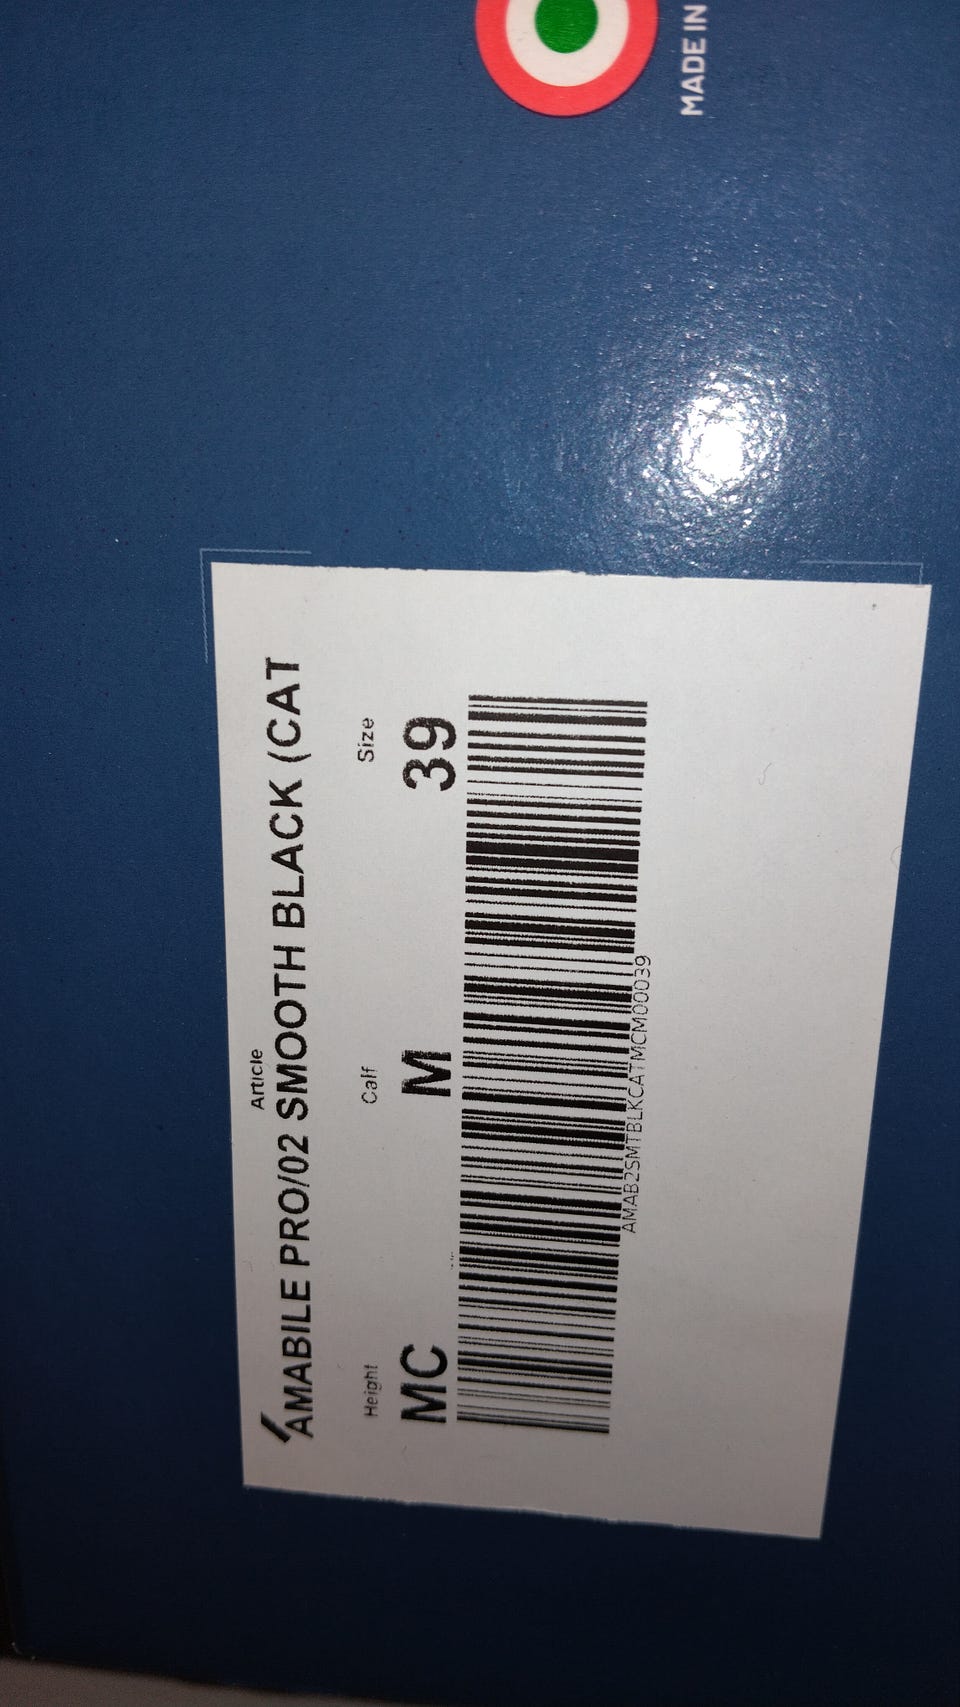 MADE IN
Article
AMABILE PRO/02 SMOOTH BLACK (CAT
Height Calf Size
MC M 39
AMAB2SMTBLKCATMCM00039